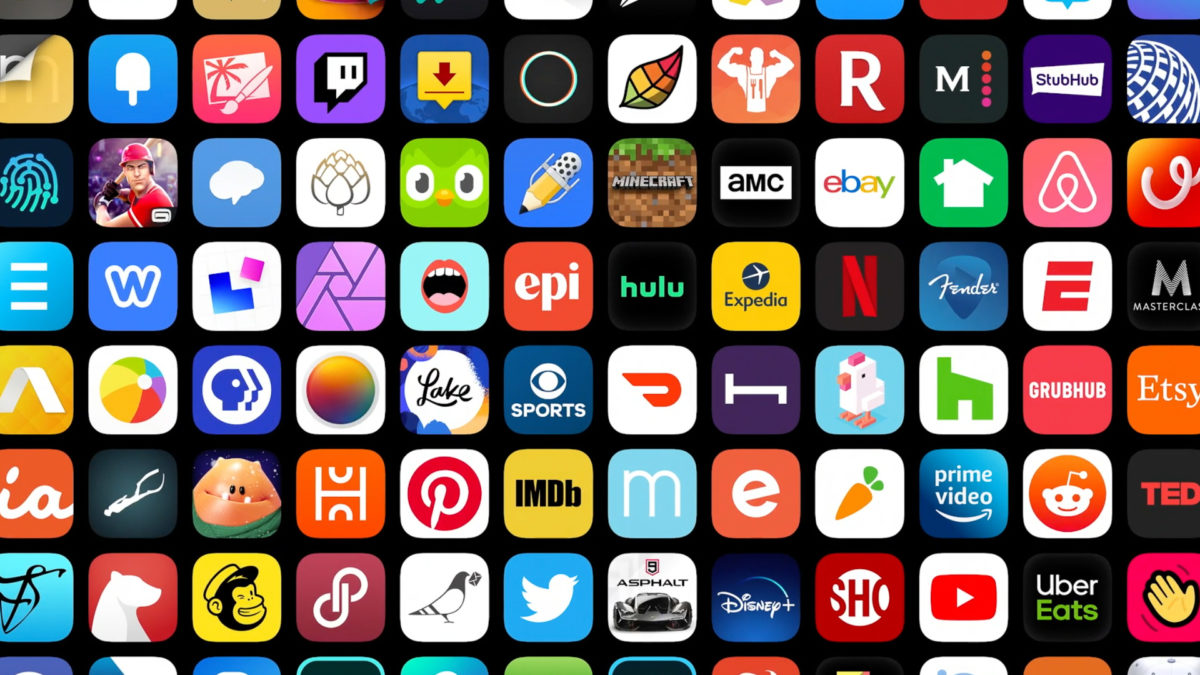 m
R
M
StubHub
MINECRAFT
aMC
ebay
W
epi
hulu
Expedia
N
Fender
E
MASTERCLAS
M
Lake
SPORTS
h
GRUBHUB
Etsy
ia
IMDb
m
e
prime
video
TED
9
ASPHALT
Disney+
SHO
Uber
Eats